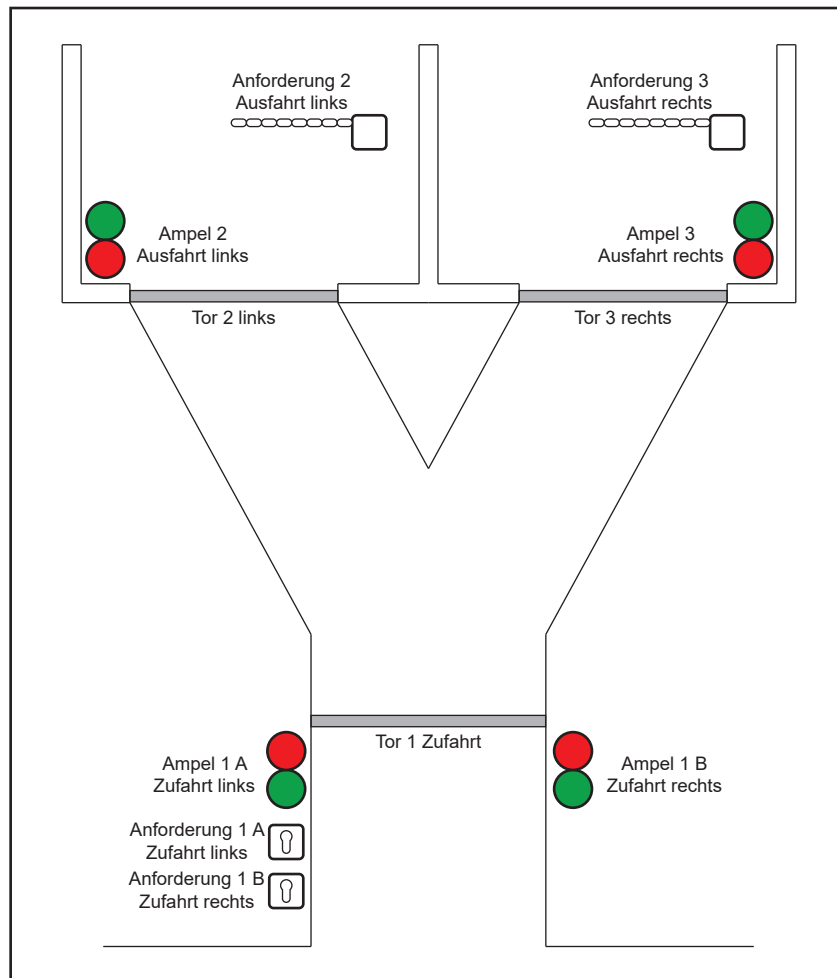 Anforderung 2
Ausfahrt links
Anforderung 3
Ausfahrt rechts
Ampel 2
Ausfahrt links
Ampel 3
Ausfahrt rechts
Tor 2 links
Tor 3 rechts
Tor 1 Zufahrt
Ampel 1 A
Zufahrt links
Ampel 1 B
Zufahrt rechts
Anforderung 1 A
Zufahrt links
Anforderung 1 B
Zufahrt rechts